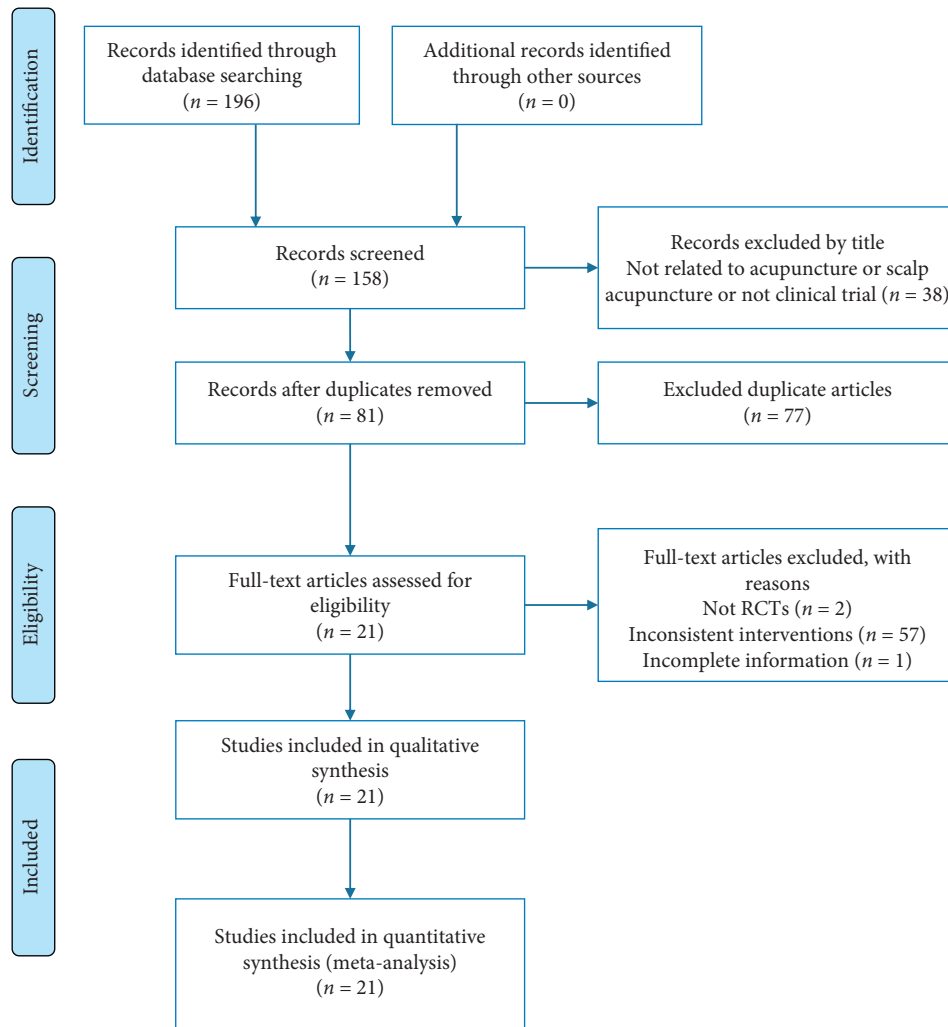 Identification
Records identified through
database searching
(n = 196)
Additional records identified
through other sources
(n = 0)
Screening
Records screened
(n = 158)
Records excluded by title
Not related to acupuncture or scalp
acupuncture or not clinical trial (n = 38)
Records after duplicates removed
(n = 81)
Excluded duplicate articles
(n = 77)
Eligibility
Full-text articles assessed for
eligibility
(n = 21)
Full-text articles excluded, with
reasons
Not RCTs (n = 2)
Inconsistent interventions (n = 57)
Incomplete information (n = 1)
Included
Studies included in qualitative
synthesis
(n = 21)
Studies included in quantitative
synthesis (meta-analysis)
(n = 21)